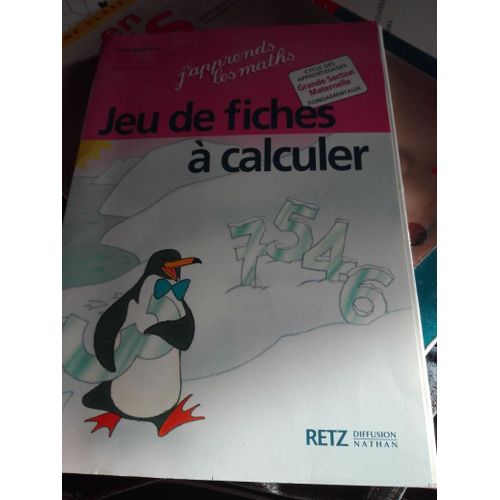 j'apprends
les maths
CYCLE DES
APPRENTISSAGES
Grande Section
Maternelle
FONDAMENTAUX
Jeu de fiches
à calculer
7 5 4 6
3
RETZ DIFFUSION
NATHAN